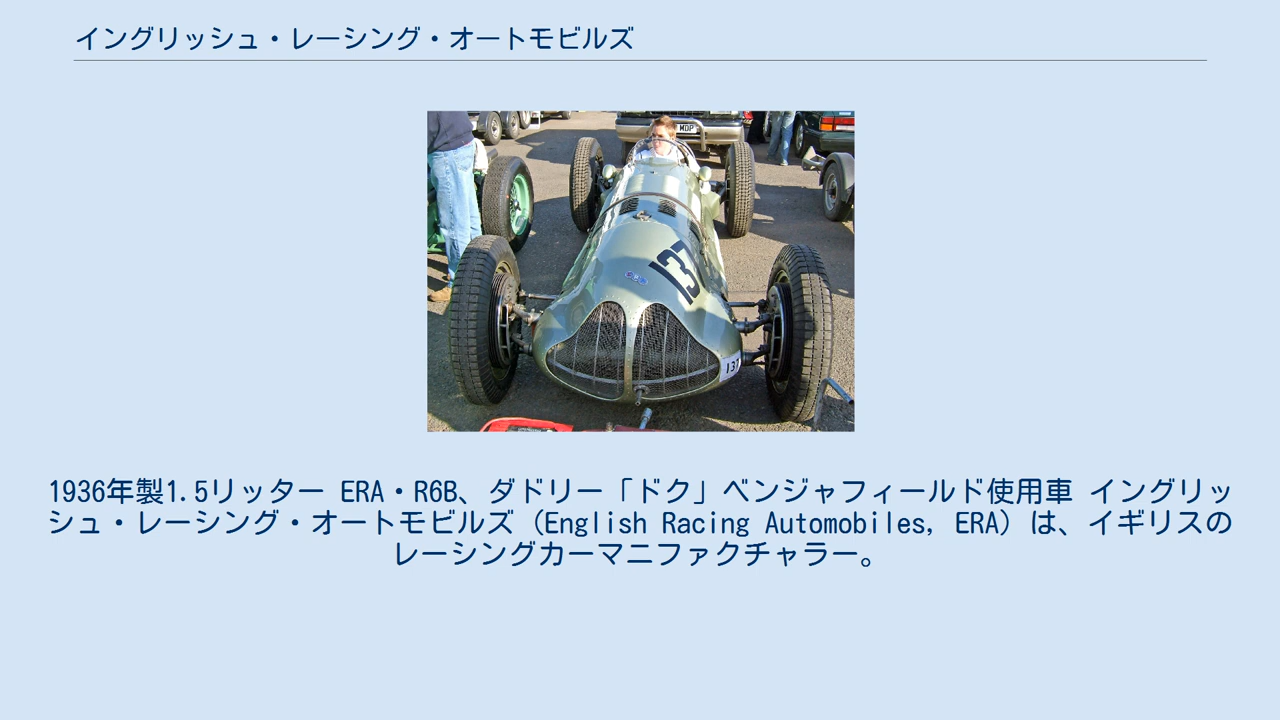 イングリッシュ・レーシング・オートモビルズ
MDP
137
137
1936年製1.5リッター ERA・R6B、ダドリー「ドク」ベンジャフィールド使用車 イングリッ
シュ・レーシング・オートモビルズ（English Racing Automobiles, ERA）は、イギリスの
レーシングカーマニファクチャラー。